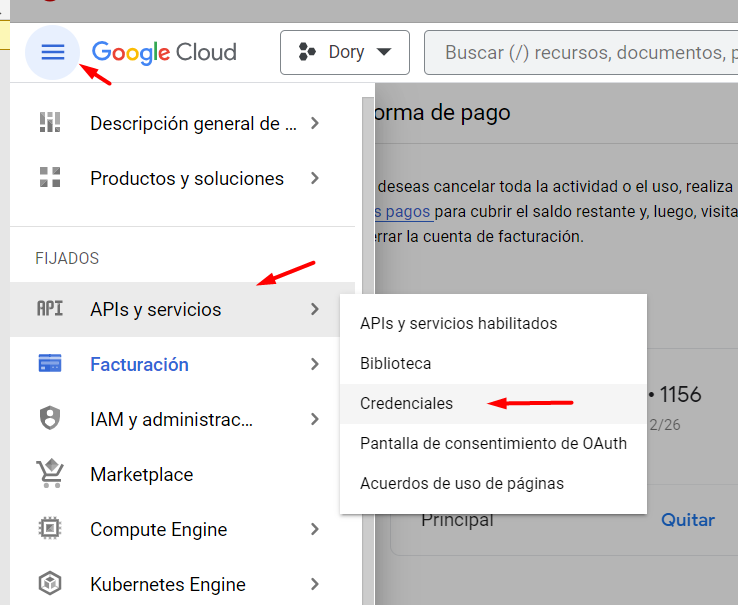 Google Cloud
Dory
Buscar (/) recursos, documentos, p
Descripción general de ...
Productos y soluciones
FIJADOS
API APIs y servicios
Facturación
IAM y administrac...
Marketplace
Compute Engine
Kubernetes Engine
APIs y servicios habilitados
Biblioteca
Credenciales
Pantalla de consentimiento de OAuth
Acuerdos de uso de páginas
orma de pago
deseas cancelar toda la actividad o el uso, realiza
s pagos para cubrir el saldo restante y, luego, visita
errar la cuenta de facturación.
• 1156
2/26
Principal
Quitar